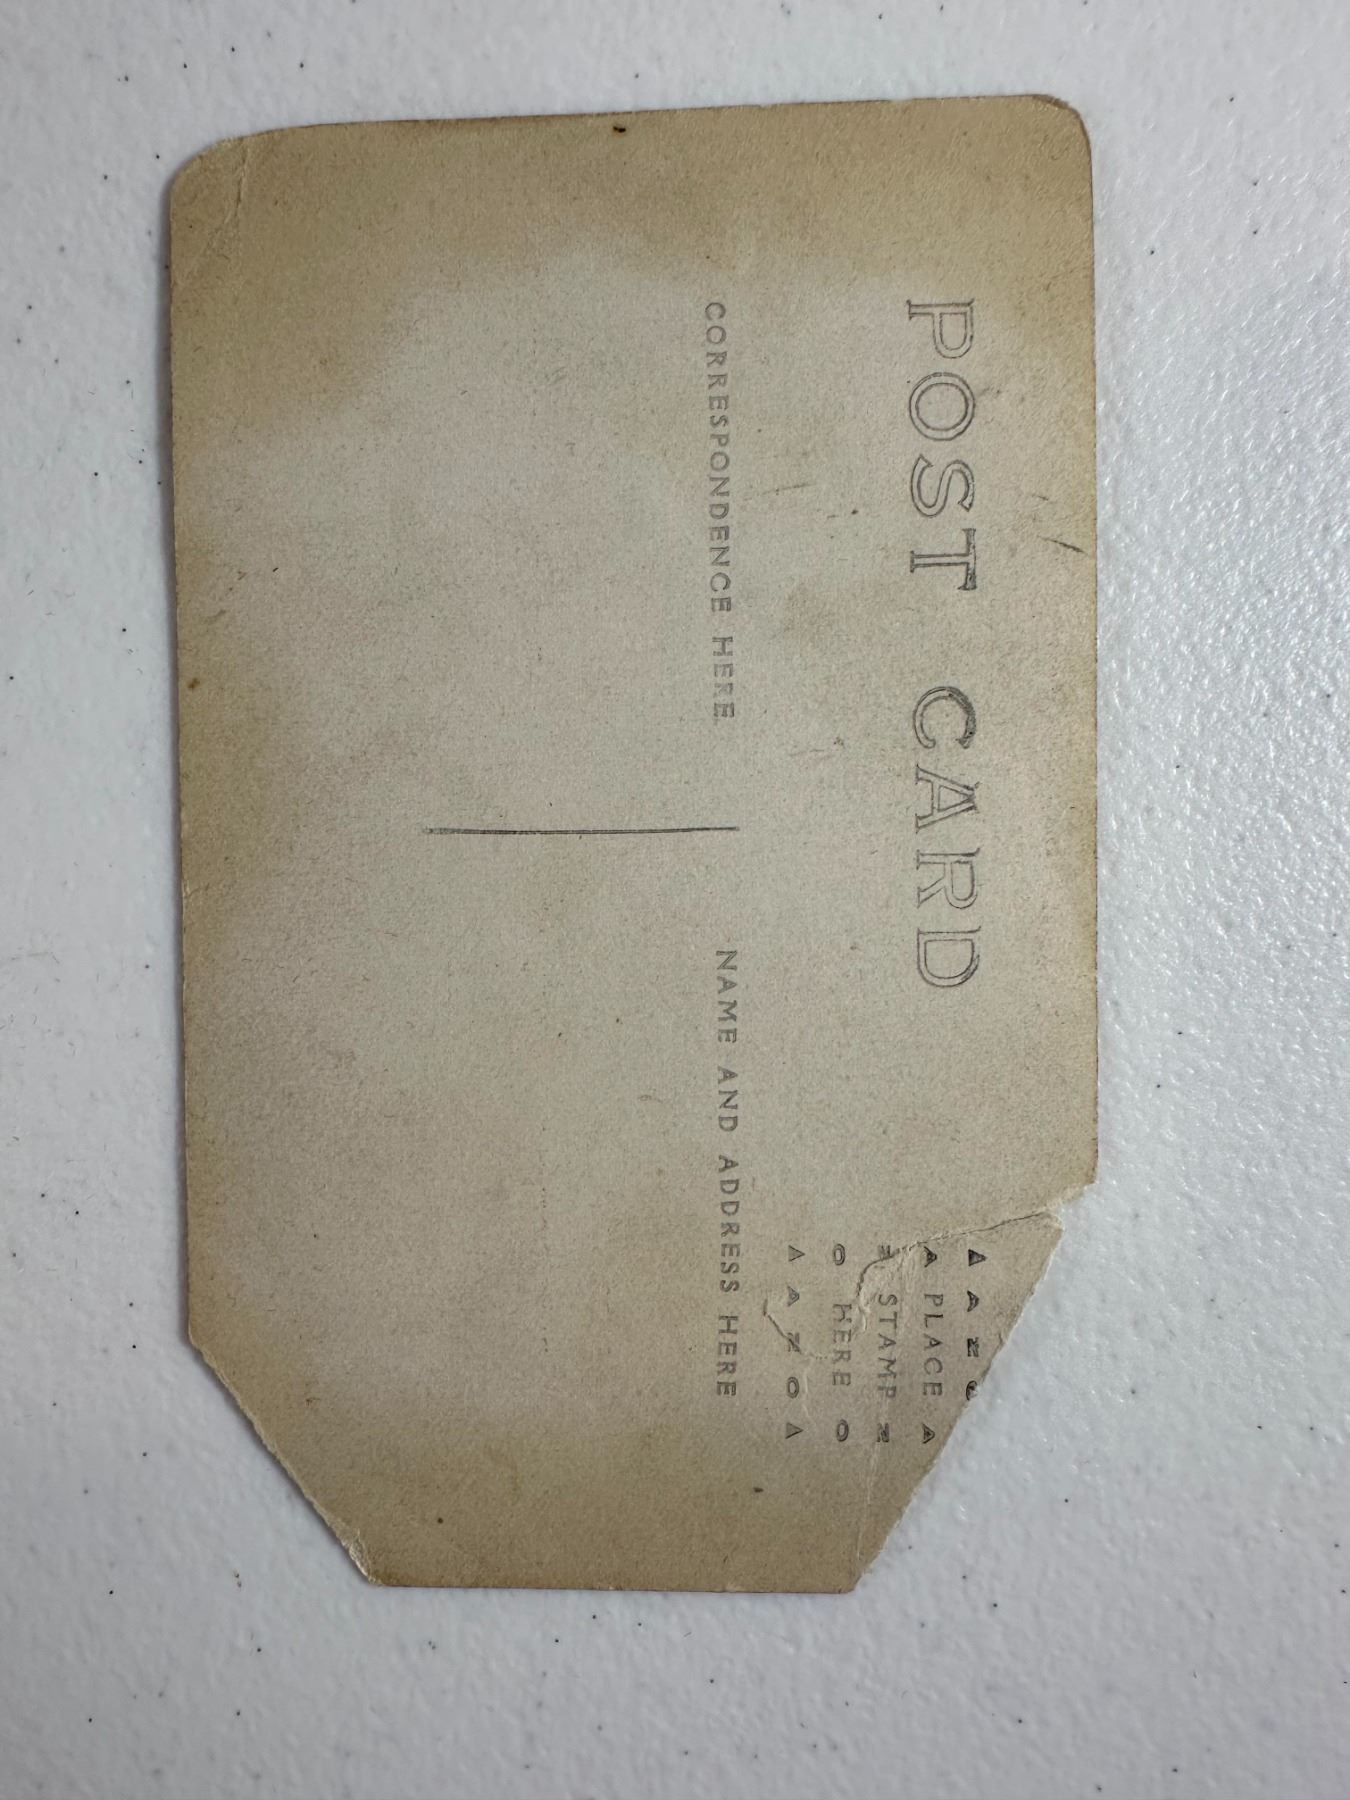 POST CARD
A Z O
A PLACE A
Z STAMP Z
O HERE O
A Z O
CORRESPONDENCE HERE
NAME AND ADDRESS HERE